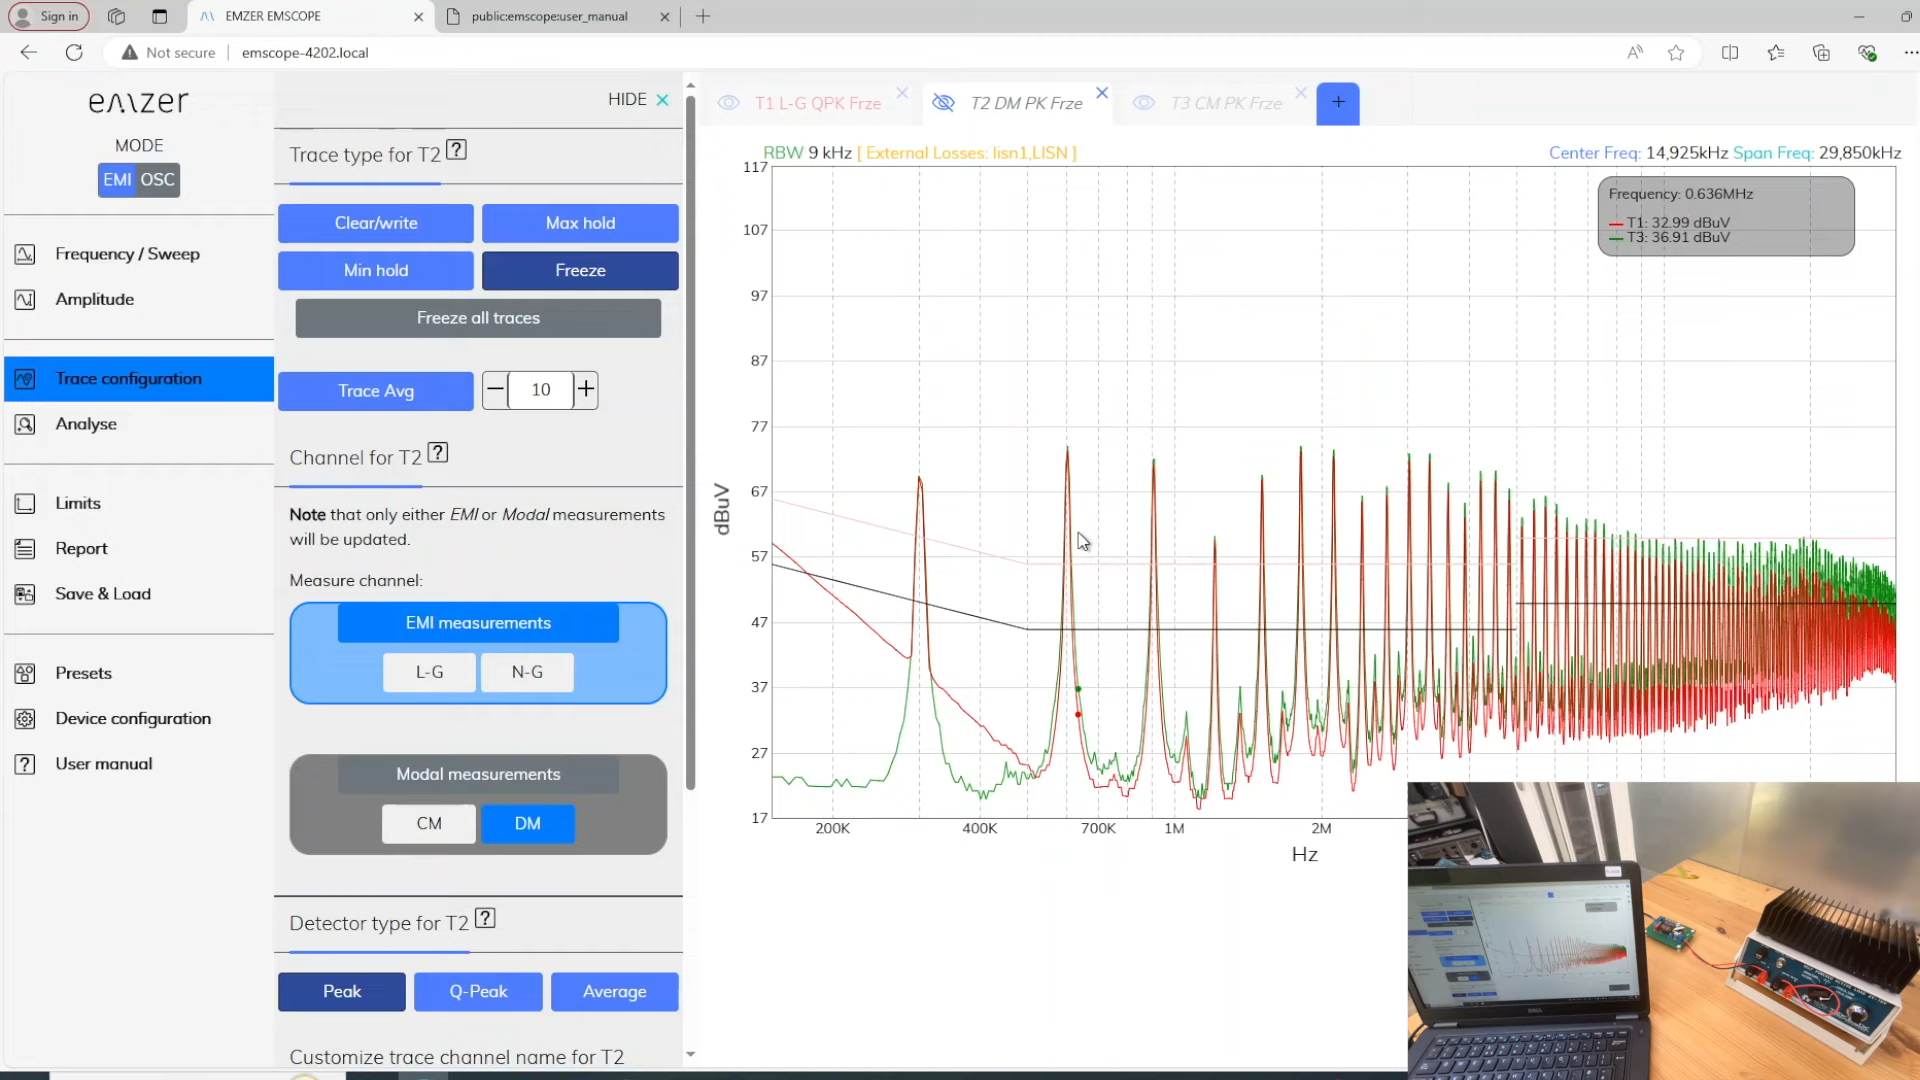 Sign in
EMZER EMSCOPE
public:emscope:user_manual
Not secure
emscope-4202.local
emzer
HIDE
T1 L-G QPK Frze
T2 DM PK Frze
T3 CM PK Frze
+
MODE
EMI OSC
Frequency / Sweep
Amplitude
Trace configuration
Analyse
Limits
Report
Save & Load
Presets
Device configuration
User manual
Trace type for T2 ?
Clear/write
Max hold
Min hold
Freeze
Freeze all traces
Trace Avg
− 10 +
Channel for T2 ?
Note that only either EMI or Modal measurements
will be updated.
Measure channel:
EMI measurements
L-G
N-G
Modal measurements
CM
DM
Detector type for T2 ?
Peak
Q-Peak
Average
Customize trace channel name for T2
RBW 9 kHz [ External Losses: lisn1,LISN ]
Center Freq: 14,925kHz Span Freq: 29,850kHz
Frequency: 0.636MHz
T1: 32.99 dBuV
T3: 36.91 dBuV
dBuV
117
107
97
87
77
67
57
47
37
27
17
200K
400K
700K
1M
2M
Hz
DELL